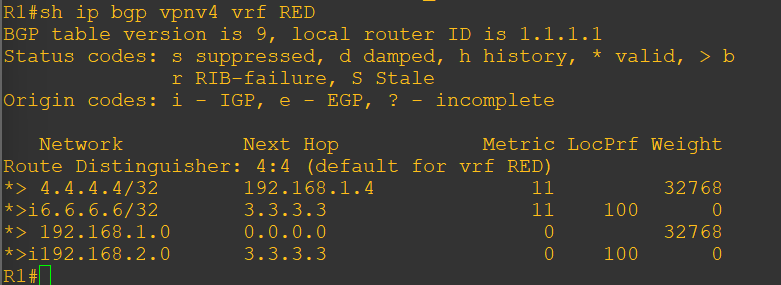 R1#sh ip bgp vpnv4 vrf RED
BGP table version is 9, local router ID is 1.1.1.1
Status codes: s suppressed, d damped, h history, * valid, > b
              r RIB-failure, S Stale
Origin codes: i - IGP, e - EGP, ? - incomplete

   Network          Next Hop            Metric LocPrf Weight
Route Distinguisher: 4:4 (default for vrf RED)
*> 4.4.4.4/32       192.168.1.4             11         32768
*>i6.6.6.6/32       3.3.3.3                 11    100      0
*> 192.168.1.0      0.0.0.0                  0         32768
*>i192.168.2.0      3.3.3.3                  0    100      0
R1#